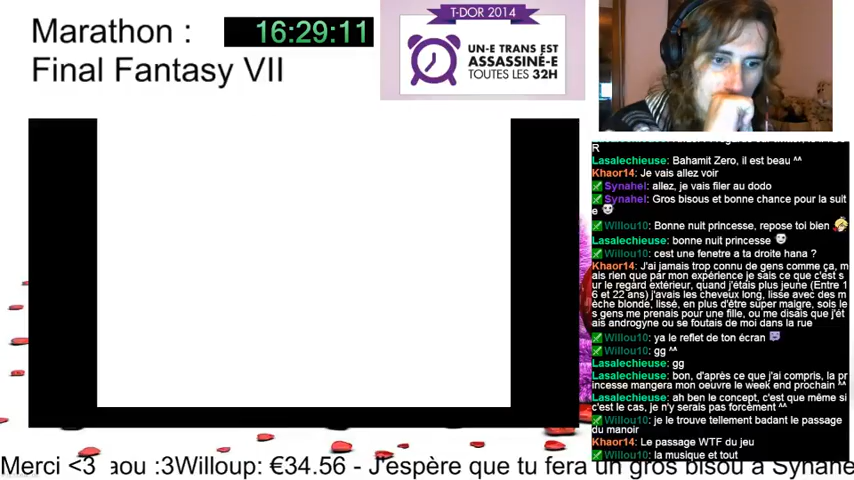 Marathon :
16:29:11
Final Fantasy VII
T-DOR 2014
UN·E TRANS EST
ASSASSINÉ·E
TOUTES LES 32H
R
Lasalechieuse: Bahamit Zero, il est beau ^^
Khaor14: Je vais allez voir
Synahel: allez, je vais filer au dodo
Synahel: Gros bisous et bonne chance pour la suit
e
Willou10: Bonne nuit princesse, repose toi bien
Lasalechieuse: bonne nuit princesse
Willou10: cest une fenetre a ta droite hana ?
Khaor14: J'ai jamais trop connu de gens comme ça, m
ais rien que par mon expérience je sais ce que c'est s
ur le regard extérieur, quand j'étais plus jeune (Entre 1
6 et 22 ans) j'avais les cheveux long, lisse avec des m
èche blonde, lissé, en plus d'être super maigre, sois le
s gens me prenais pour une fille, ou me disais que j'ét
ais androgyne ou se foutais de moi dans la rue
Willou10: ya le reflet de ton écran
Willou10: gg ^^
Lasalechieuse: gg
Lasalechieuse: bon, d'après ce que j'ai compris, la pr
incesse mangera mon oeuvre le week end prochain ^^
Lasalechieuse: ah ben le concept, c'est que même si
c'est le cas, je n'y serais pas forcément ^^
Willou10: je le trouve tellement badant le passage
du manoir
Khaor14: Le passage WTF du jeu
Willou10: la musique et tout
Merci <3 aou :3Willoup: €34.56 - J'espère que tu fera un gros bisou a Synahe